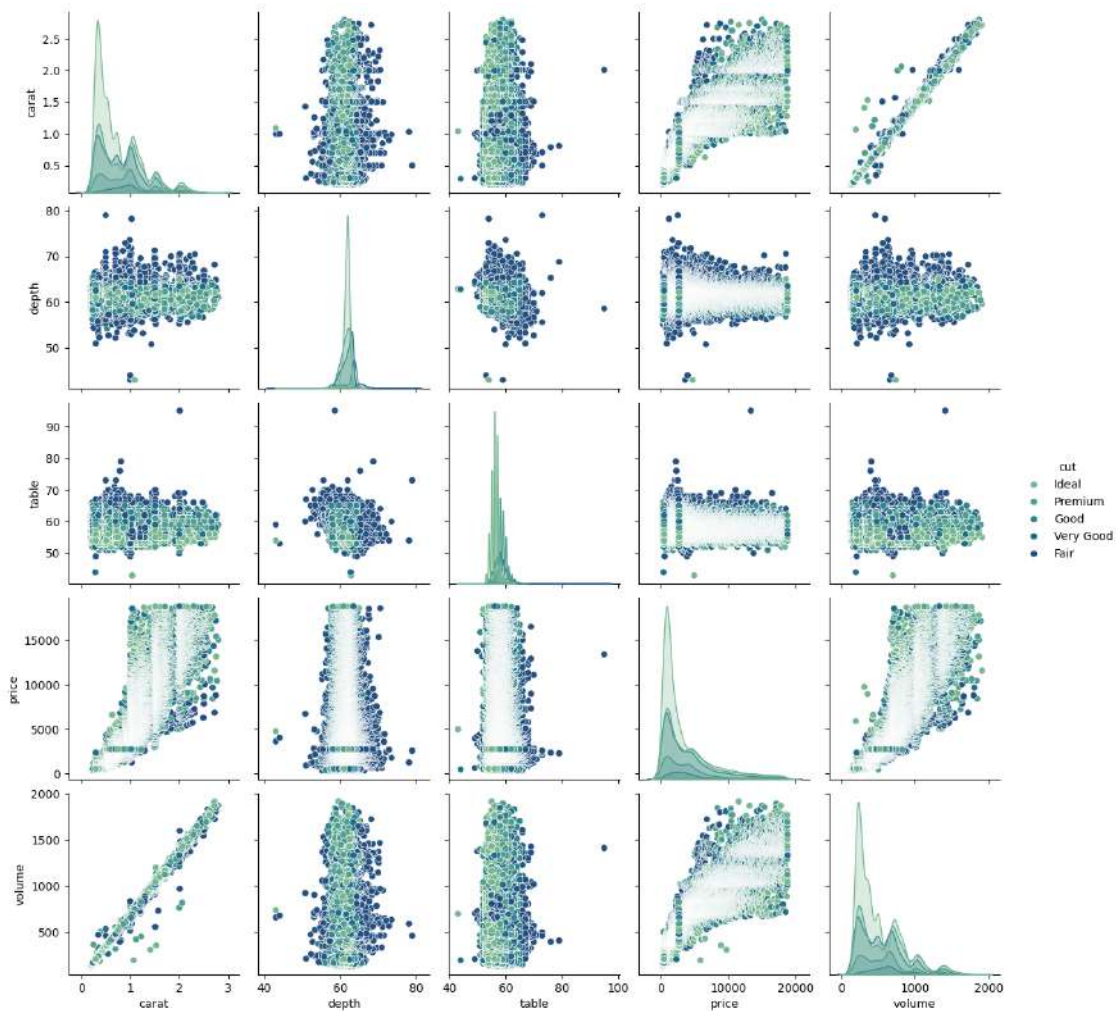 2.5
2.0
1.5
1.0
0.5
carat
80
70
60
50
depth
90
80
70
60
50
table
cut
Ideal
Premium
Good
Very Good
Fair
15000
10000
5000
0
price
2000
1500
1000
500
volume
0 1 2 3
carat
40 60 80
depth
40 60 80 100
table
0 10000 20000
price
0 1000 2000
volume